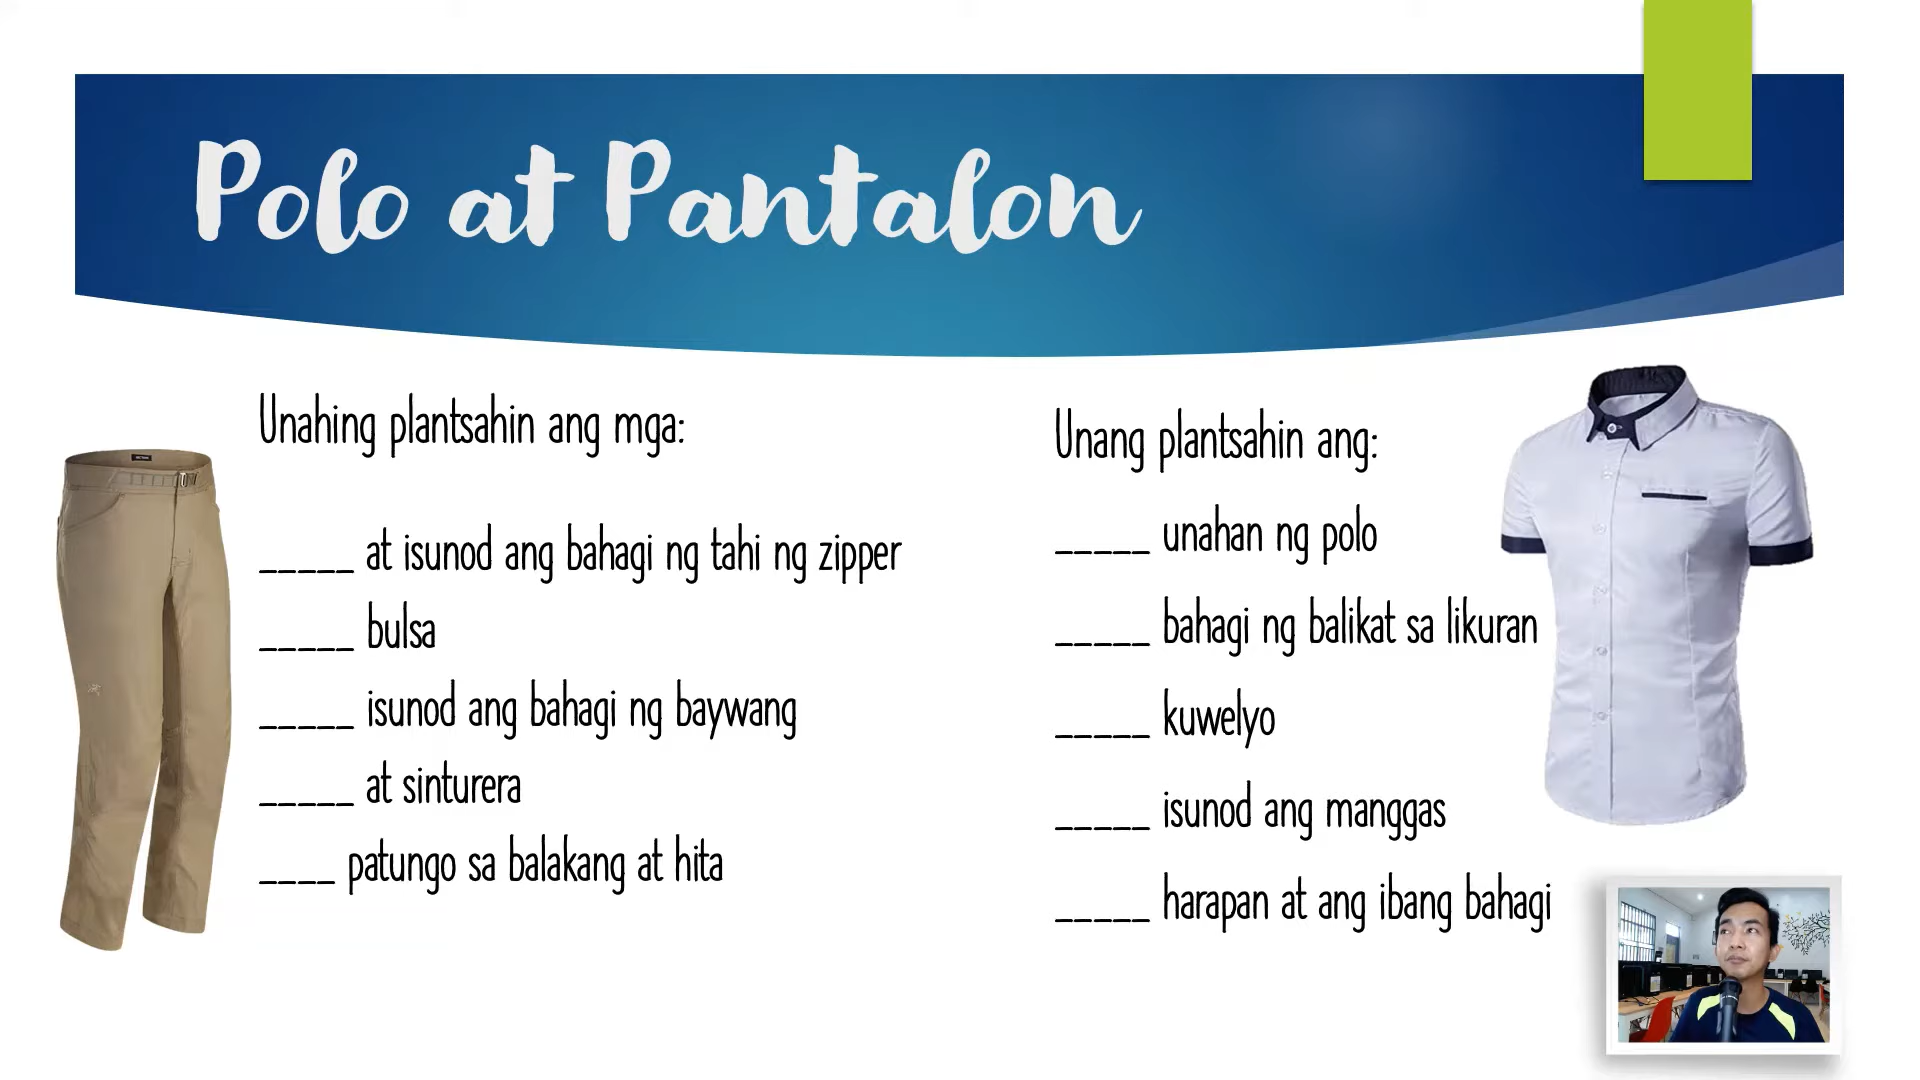 Polo at Pantalon
Unahing plantsahin ang mga:
_____ at isunod ang bahagi ng tahi ng zipper
_____ bulsa
_____ isunod ang bahagi ng baywang
_____ at sinturera
____ patungo sa balakang at hita
Unang plantsahin ang:
_____ unahan ng polo
_____ bahagi ng balikat sa likuran
_____ kuwelyo
_____ isunod ang manggas
_____ harapan at ang ibang bahagi